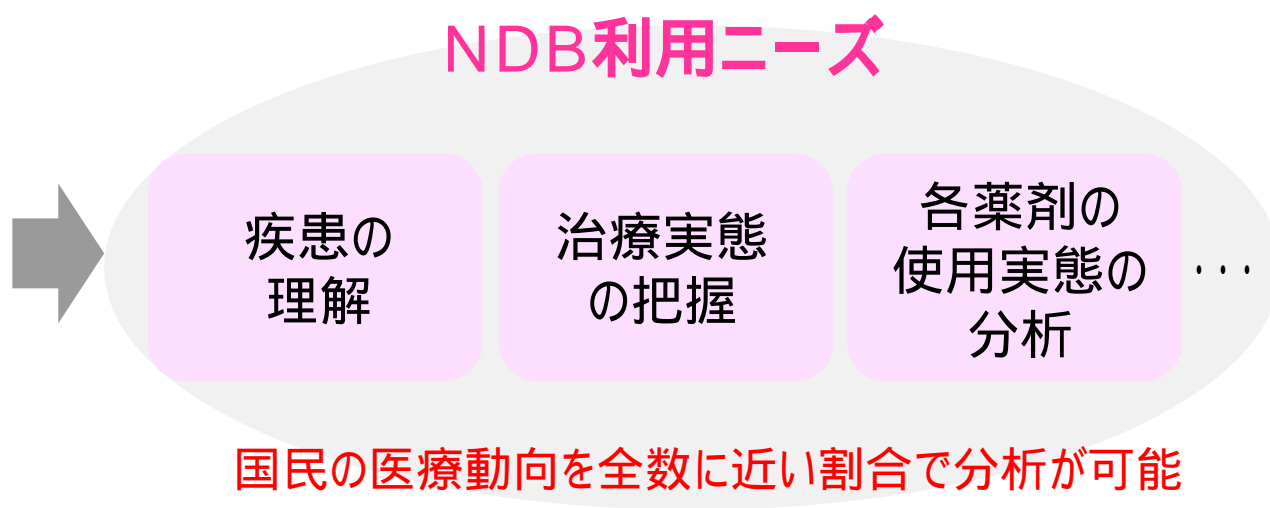 NDB利用ニーズ
疾患の
理解
治療実態
の把握
各薬剤の
使用実態の
分析
・・・
国民の医療動向を全数に近い割合で分析が可能